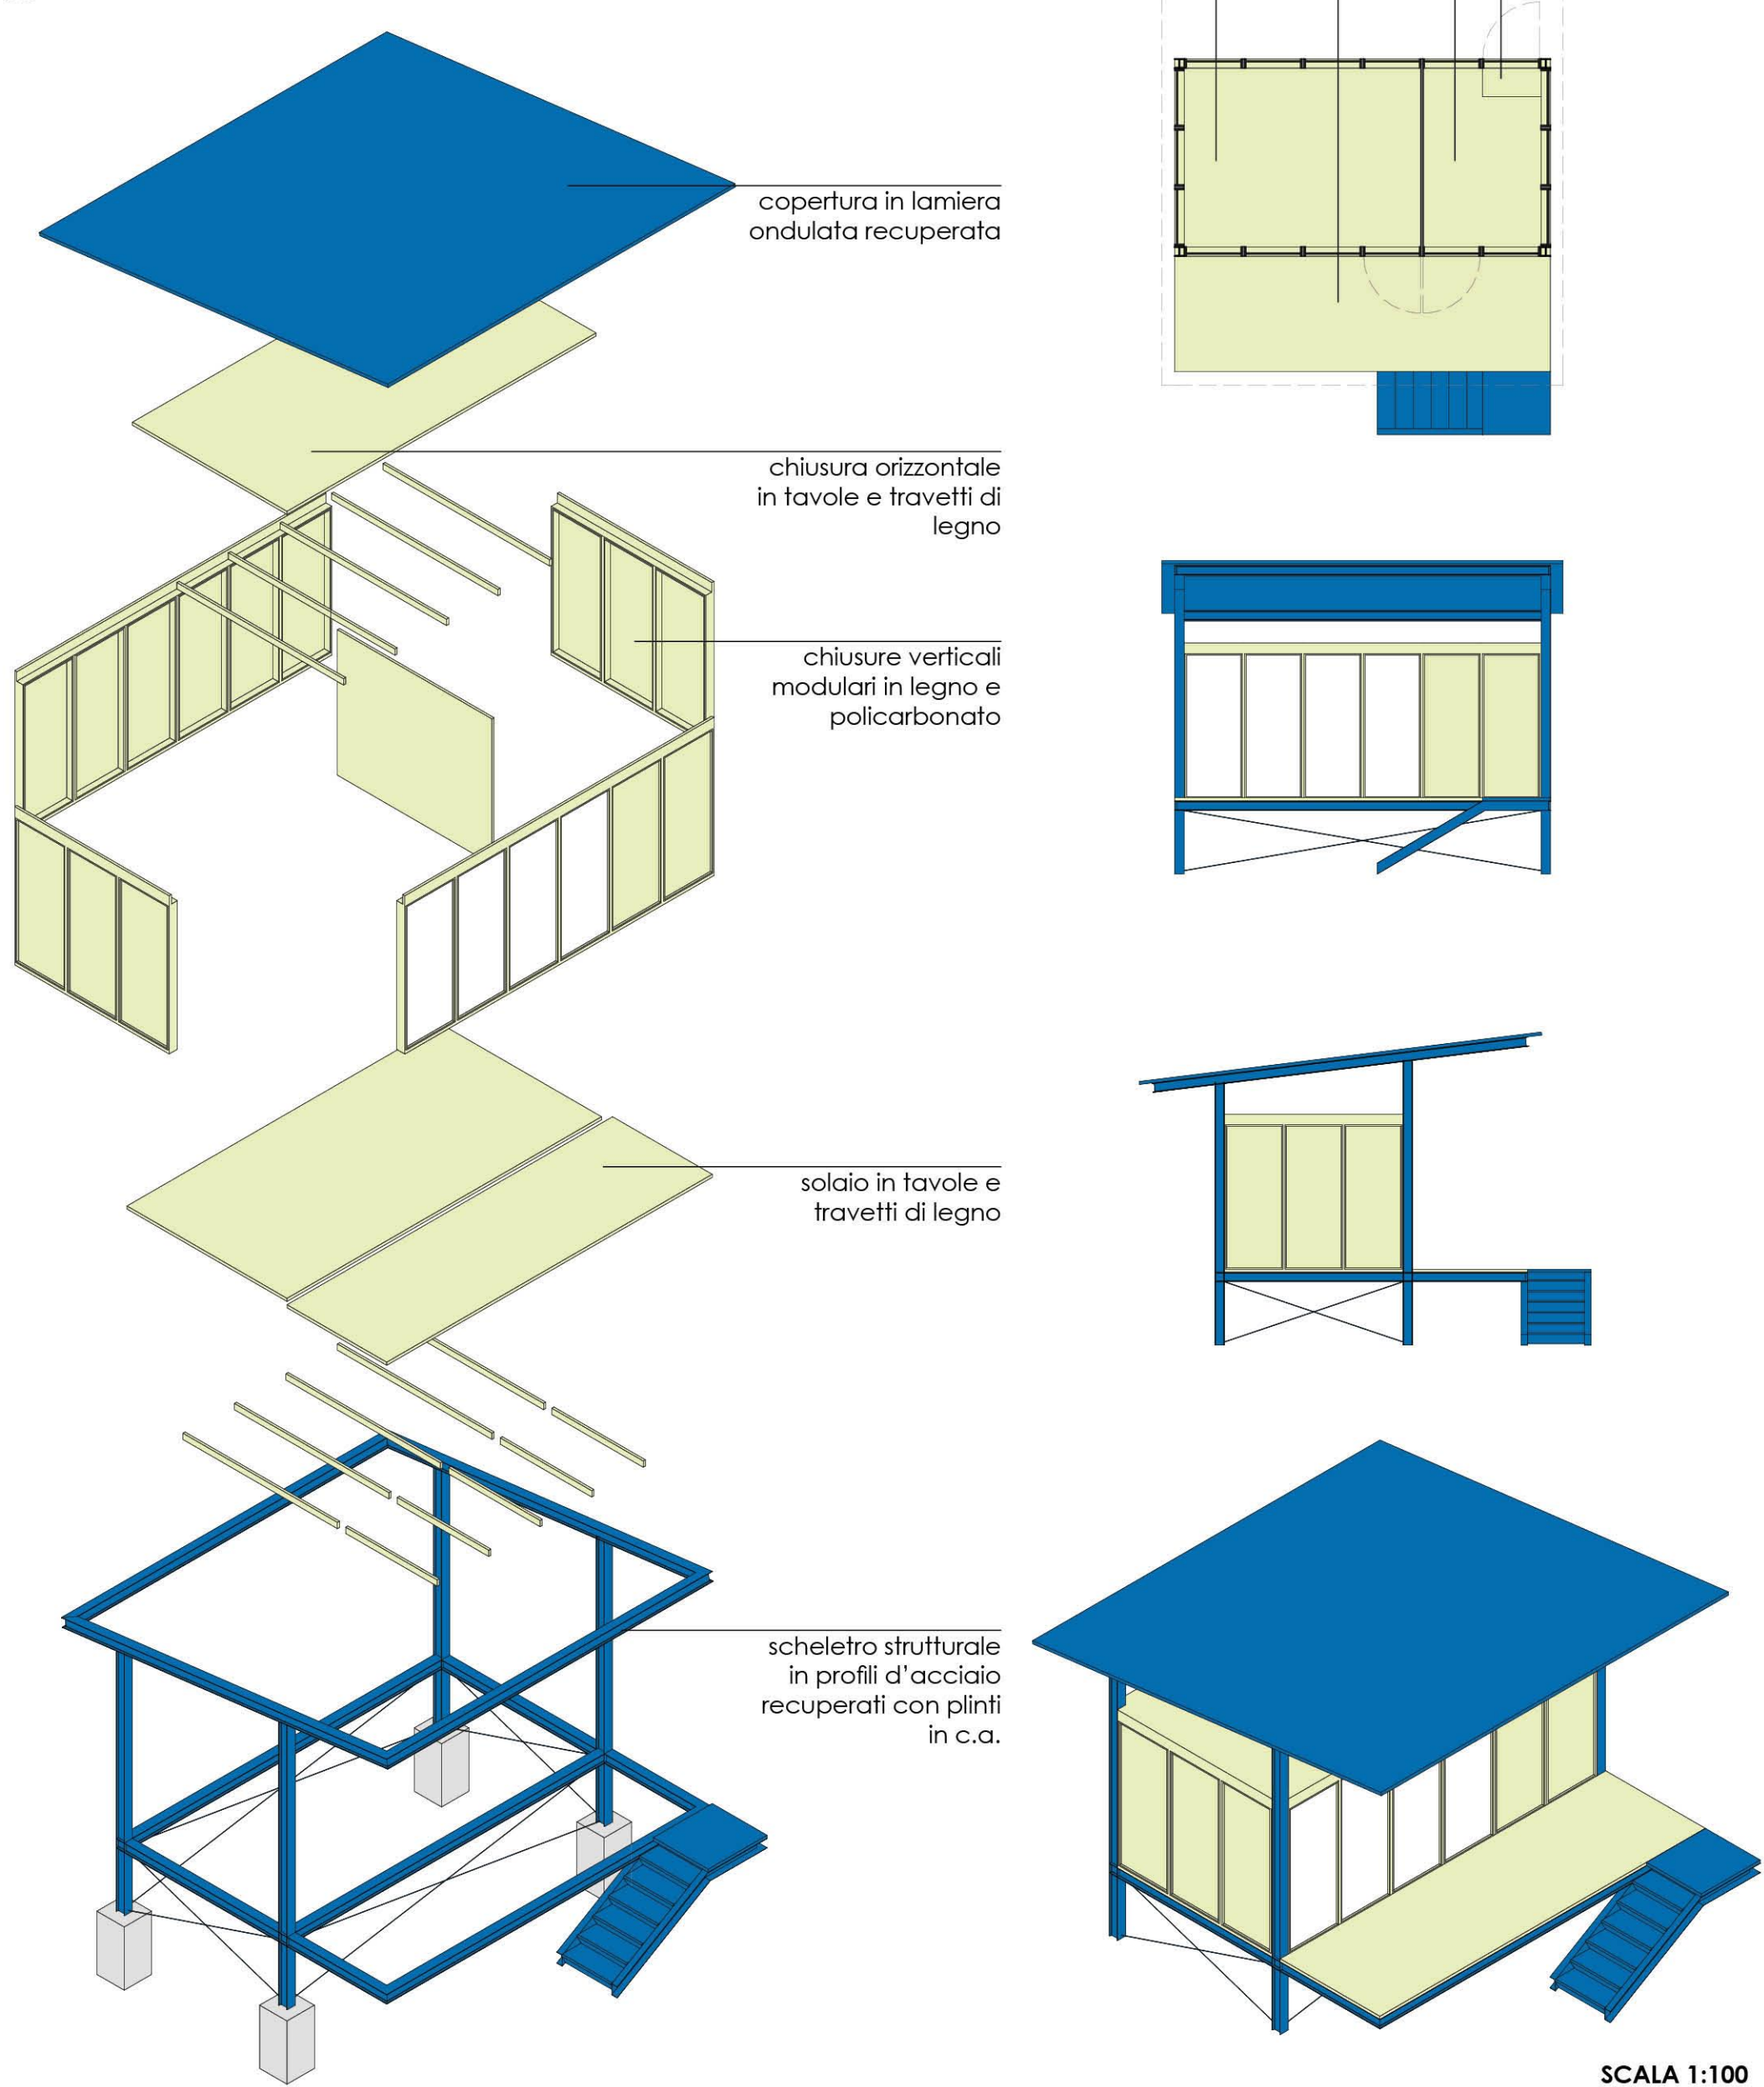 copertura in lamiera
ondulata recuperata
chiusura orizzontale
in tavole e travetti di
legno
chiusure verticali
modulari in legno e
policarbonato
solaio in tavole e
travetti di legno
scheletro strutturale
in profili d'acciaio
recuperati con plinti
in c.a.
SCALA 1:100